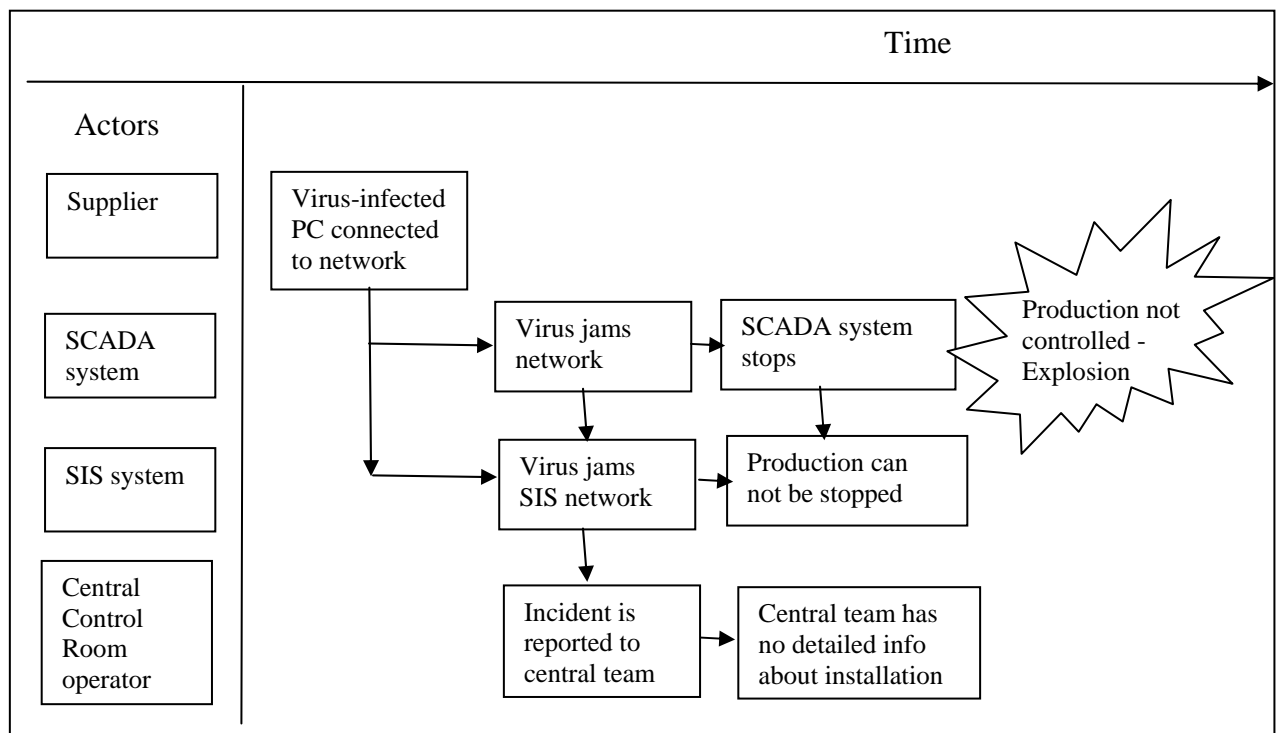 Time
Actors
Supplier
Virus-infected
PC connected
to network
SCADA
system
Virus jams
network
SCADA system
stops
Production not
controlled -
Explosion
SIS system
Virus jams
SIS network
Production can
not be stopped
Central
Control
Room
operator
Incident is
reported to
central team
Central team has
no detailed info
about installation